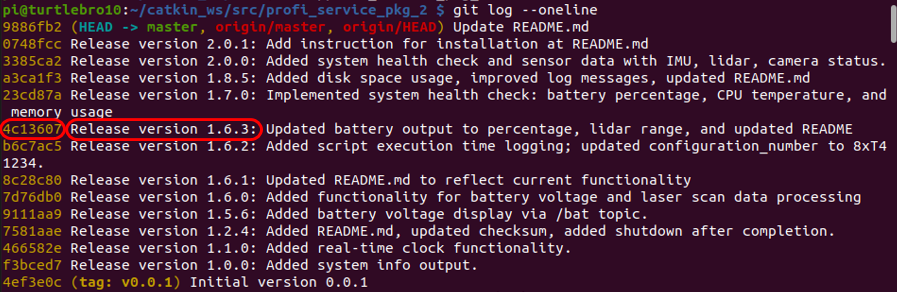 pi@turtlebro10:~/catkin_ws/src/profi_service_pkg_2 $ git log --oneline
9886fb2 (HEAD -> master, origin/master, origin/HEAD) Update README.md
0748fcc Release version 2.0.1: Add instruction for installation at README.md
3385ca2 Release version 2.0.0: Added system health check and sensor data with IMU, lidar, camera status.
a3ca1f3 Release version 1.8.5: Added disk space usage, improved log messages, updated README.md
23cd87a Release version 1.7.0: Implemented system health check: battery percentage, CPU temperature, and
 memory usage
4c13607 Release version 1.6.3: Updated battery output to percentage, lidar range, and updated README
b6c7ac5 Release version 1.6.2: Added script execution time logging; updated configuration_number to 8xT4
1234.
8c28c80 Release version 1.6.1: Updated README.md to reflect current functionality
7d76db0 Release version 1.6.0: Added functionality for battery voltage and laser scan data processing
9111aa9 Release version 1.5.6: Added battery voltage display via /bat topic.
7581aae Release version 1.2.4: Added README.md, updated checksum, added shutdown after completion.
466582e Release version 1.1.0: Added real-time clock functionality.
f3bced7 Release version 1.0.0: Added system info output.
4ef3e0c (tag: v0.0.1) Initial version 0.0.1